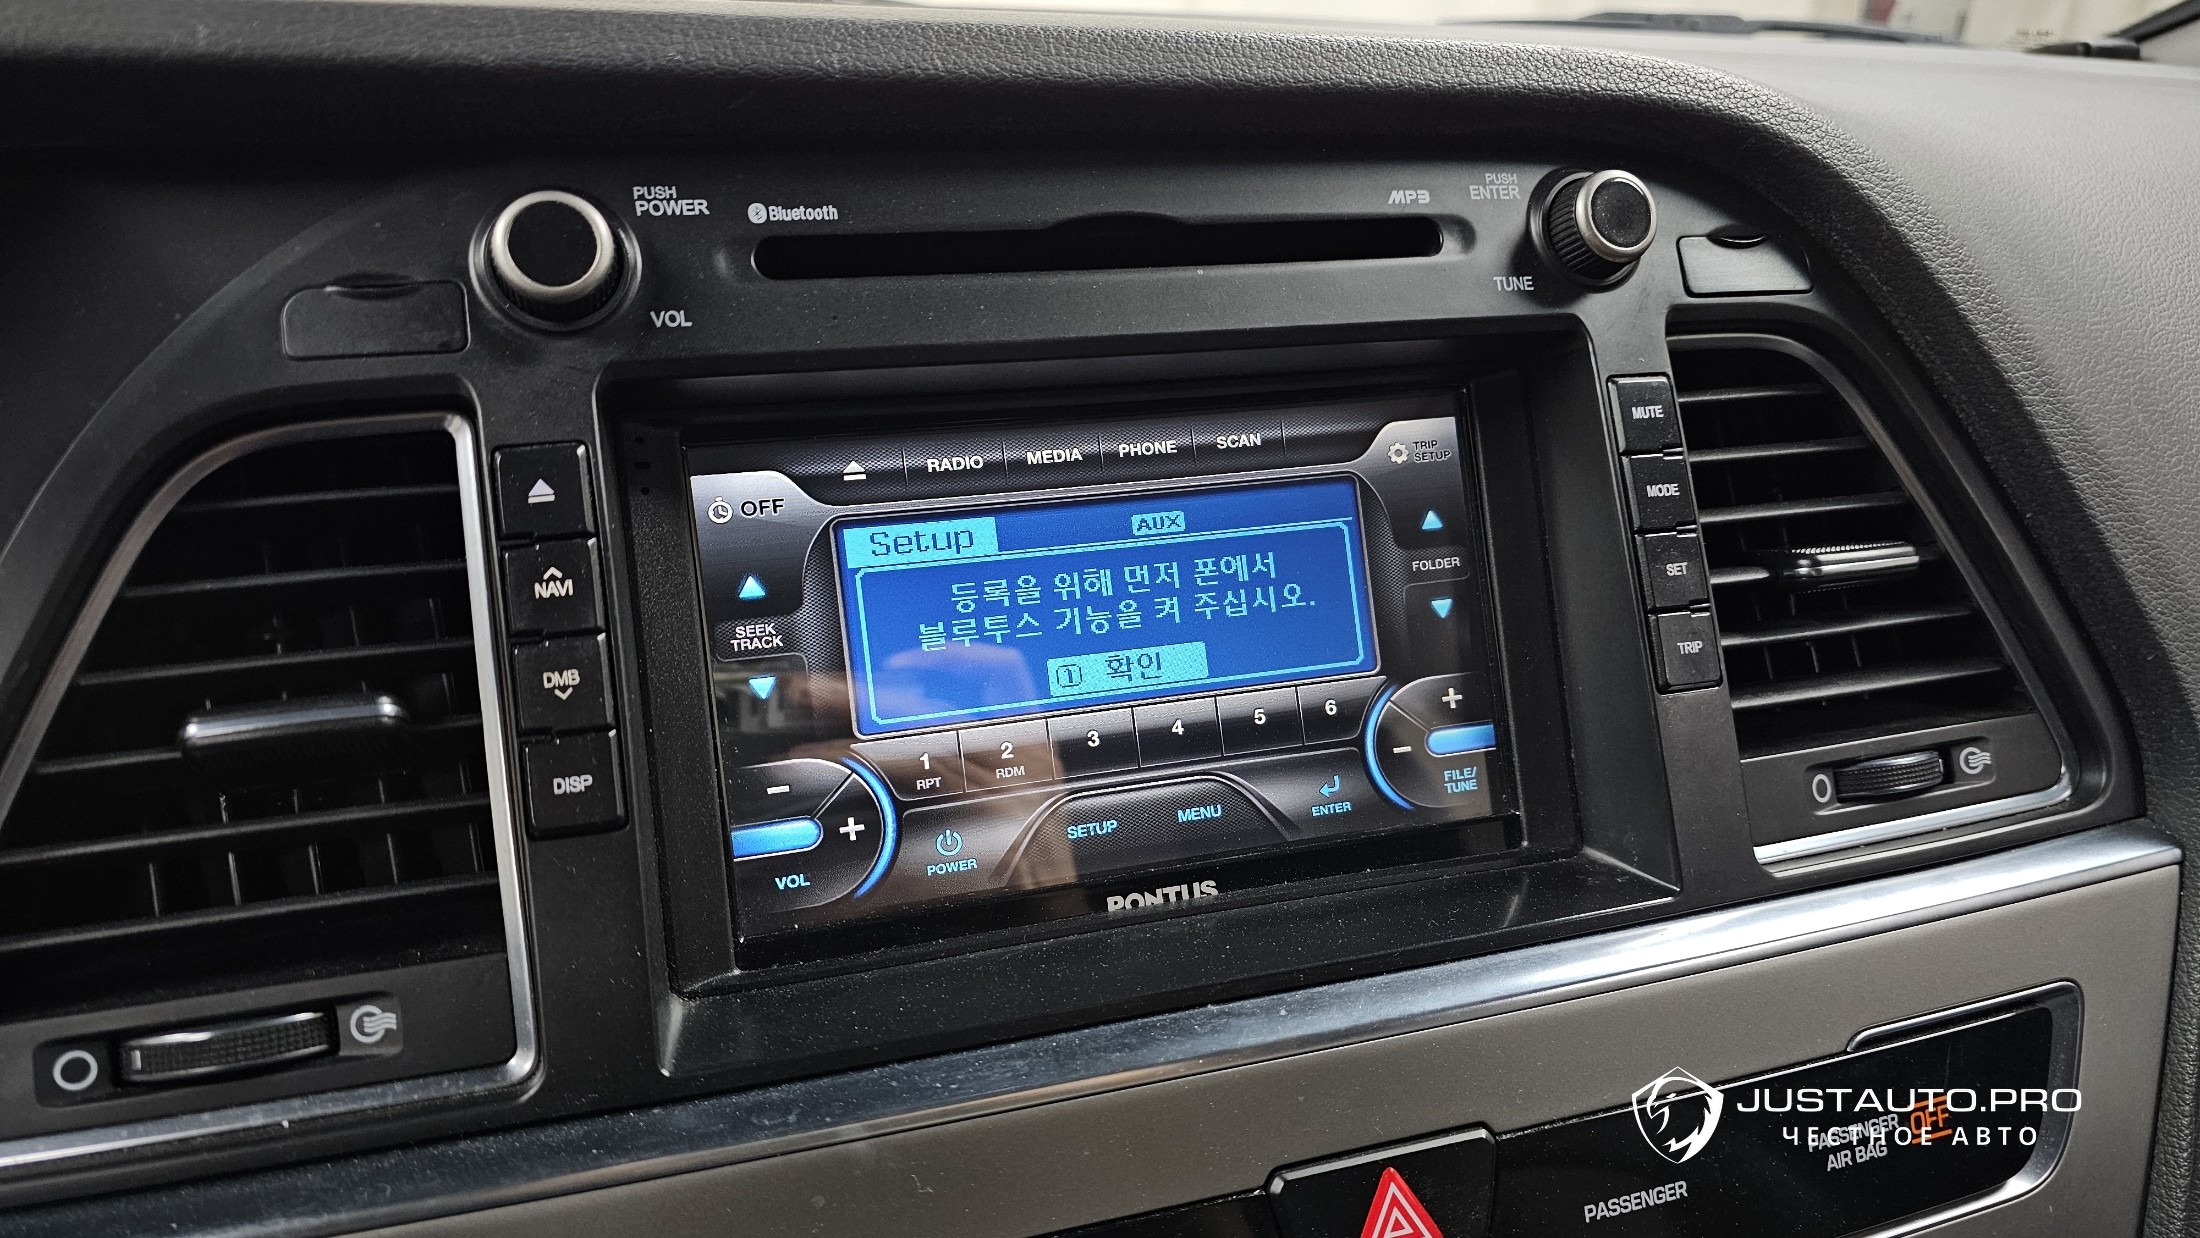 PUSH
POWER
VOL
Bluetooth
MP3
PUSH
ENTER
TUNE
NAVI
DMB
DISP
MUTE
MODE
SET
TRIP
RADIO
MEDIA
PHONE
SCAN
TRIP
SETUP
OFF
Setup
AUX
등록을 위해 먼저 폰에서
블루투스 기능을 켜 주십시오.
① 확인
SEEK
TRACK
FOLDER
1
RPT
2
RDM
3
4
5
6
− +
VOL
POWER
SETUP
MENU
ENTER
− +
FILE/
TUNE
PONTUS
JUSTAUTO.PRO
ЧЕСТНОЕ АВТО
PASSENGER
AIR BAG
OFF
PASSENGER